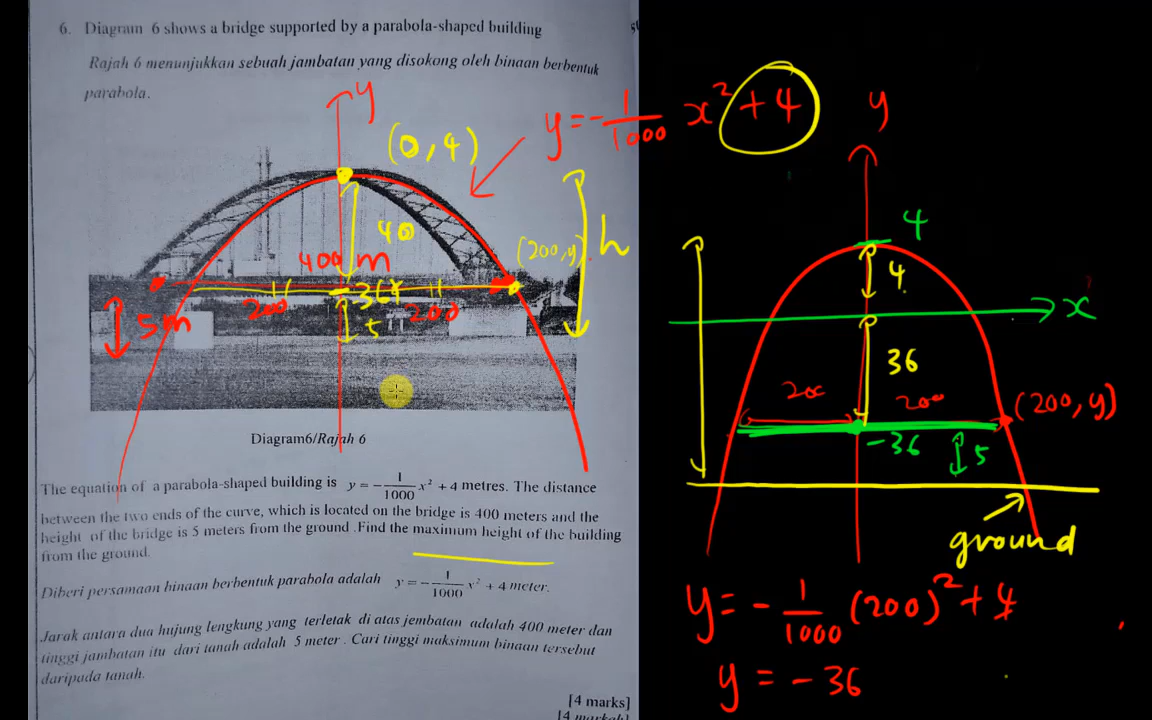 6. Diagram 6 shows a bridge supported by a parabola-shaped building
Rajah 6 menunjukkan sebuah jambatan yang disokong oleh binaan berbentuk
parabola.
y
(0, 4)
y = -1/1000 x² + 4
40
400 m
(200, y)
h
-36
200
200
5 m
5
Diagram6/Rajah 6
The equation of a parabola-shaped building is y = -1/1000 x² + 4 metres. The distance
between the two ends of the curve, which is located on the bridge is 400 meters and the
height of the bridge is 5 meters from the ground .Find the maximum height of the building
from the ground.
Diberi persamaan binaan berbentuk parabola adalah y = -1/1000 x² + 4 meter.
Jarak antara dua hujung lengkung yang terletak di atas jembatan adalah 400 meter dan
tinggi jambatan itu dari tanah adalah 5 meter . Cari tinggi maksimum binaan tersebut
daripada tanah.
[4 marks]
[4 markah]
y
4
4
x
36
200
200
(200, y)
-36
5
ground
y = -1/1000 (200)² + 4
y = -36